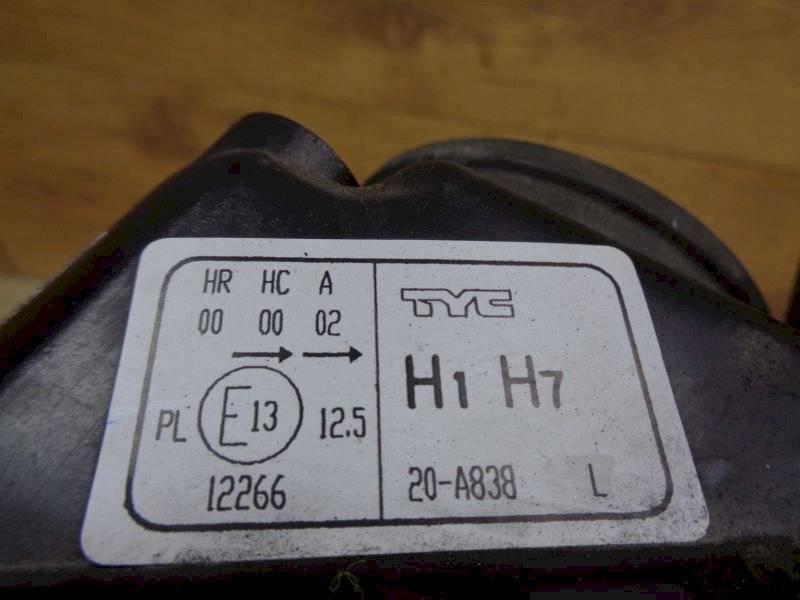 HR HC A
00 00 02
→ →
PL E13 12.5
12266
TYC
H1 H7
20-A838 L